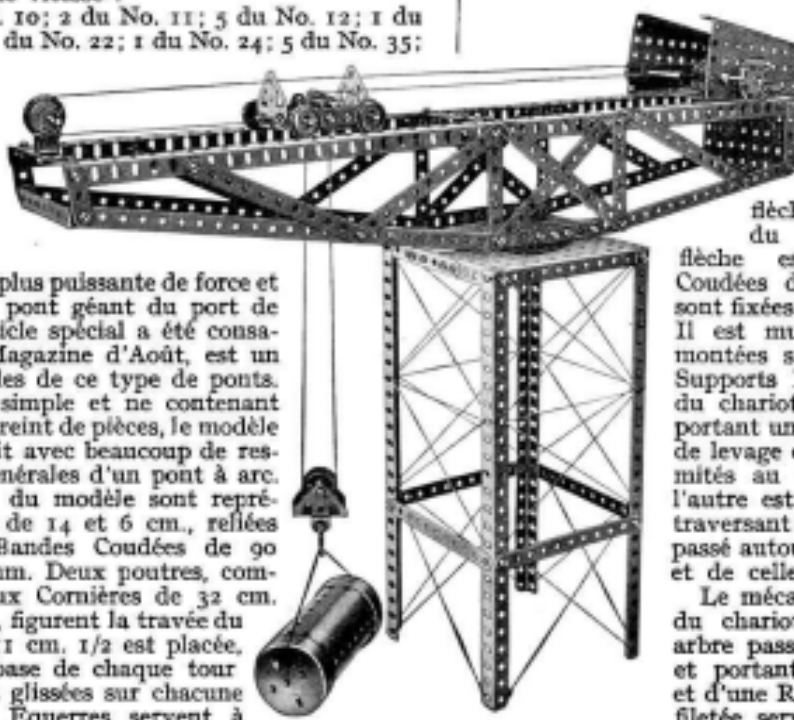 10; 2 du No. 11; 5 du No. 12; 1 du
du No. 22; 1 du No. 24; 5 du No. 35;
plus puissante de force et
pont géant du port de
icle spécial a été consa-
Magazine d'Août, est un
les de ce type de ponts.
simple et ne contenant
reint de pièces, le modèle
it avec beaucoup de res-
énérales d'un pont à arc.
du modèle sont repré-
de 14 et 6 cm., reliées
Bandes Coudées de 90
mm. Deux poutres, com-
ux Cornières de 32 cm.
, figurent la travée du
1 cm. 1/2 est placée,
base de chaque tour
glissées sur chacune
Equerres servent à
flèch
du
flèche es
Coudées d
sont fixées
Il est mu
montées s
Supports
du chariot
portant un
de levage
mités au
l'autre est
traversant
passé autou
et de celle
Le méca
du chario
arbre pass
et portant
et d'une R
filetée serv